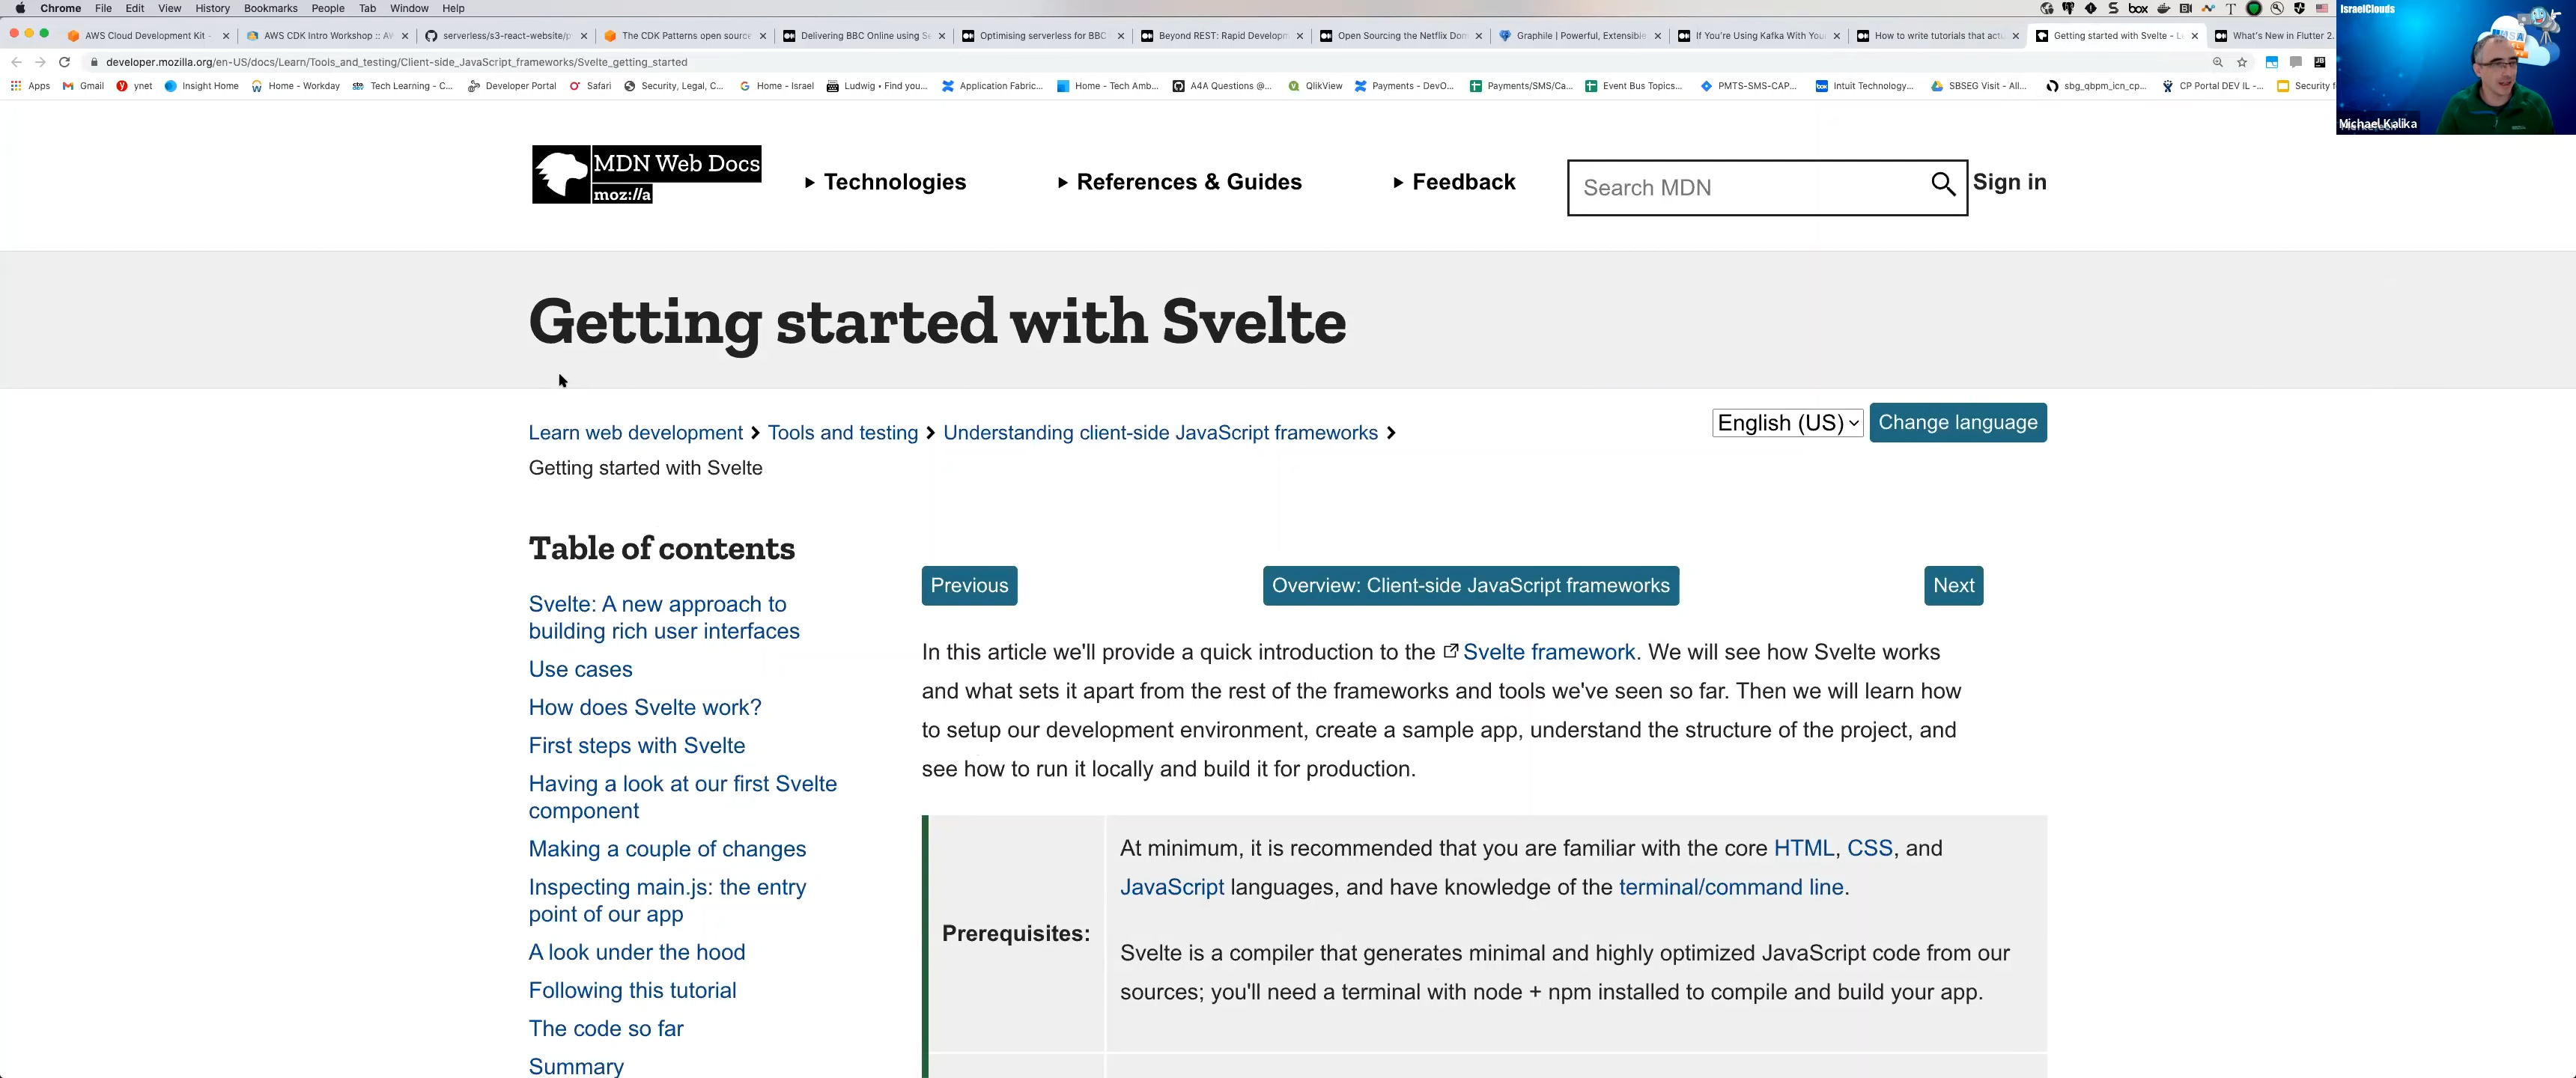 Chrome File Edit View History Bookmarks People Tab Window Help
IsraelClouds
AWS Cloud Development Kit -
AWS CDK Intro Workshop :: AW
serverless/s3-react-website/p
The CDK Patterns open source
Delivering BBC Online using Se
Optimising serverless for BBC
Beyond REST: Rapid Developm
Open Sourcing the Netflix Dom
Graphile | Powerful, Extensible
If You're Using Kafka With You
How to write tutorials that actu
Getting started with Svelte - Le
What's New in Flutter 2.
developer.mozilla.org/en-US/docs/Learn/Tools_and_testing/Client-side_JavaScript_frameworks/Svelte_getting_started
Apps Gmail ynet Insight Home Home - Workday Tech Learning - C... Developer Portal Safari Security, Legal, C... Home - Israel Ludwig • Find you... Application Fabric... Home - Tech Amb... A4A Questions @... QlikView Payments - DevO... Payments/SMS/Ca... Event Bus Topics... PMTS-SMS-CAP... Intuit Technology... SBSEG Visit - All... sbg_qbpm_icn_cp... CP Portal DEV IL -... Security f
Michael Kalika
MDN Web Docs
moz://a
Technologies
References & Guides
Feedback
Search MDN
Sign in
Getting started with Svelte
Learn web development Tools and testing Understanding client-side JavaScript frameworks
Getting started with Svelte
English (US)
Change language
Table of contents
Svelte: A new approach to
building rich user interfaces
Use cases
How does Svelte work?
First steps with Svelte
Having a look at our first Svelte
component
Making a couple of changes
Inspecting main.js: the entry
point of our app
A look under the hood
Following this tutorial
The code so far
Summary
Previous
Overview: Client-side JavaScript frameworks
Next
In this article we'll provide a quick introduction to the Svelte framework. We will see how Svelte works
and what sets it apart from the rest of the frameworks and tools we've seen so far. Then we will learn how
to setup our development environment, create a sample app, understand the structure of the project, and
see how to run it locally and build it for production.
Prerequisites:
At minimum, it is recommended that you are familiar with the core HTML, CSS, and
JavaScript languages, and have knowledge of the terminal/command line.
Svelte is a compiler that generates minimal and highly optimized JavaScript code from our
sources; you'll need a terminal with node + npm installed to compile and build your app.